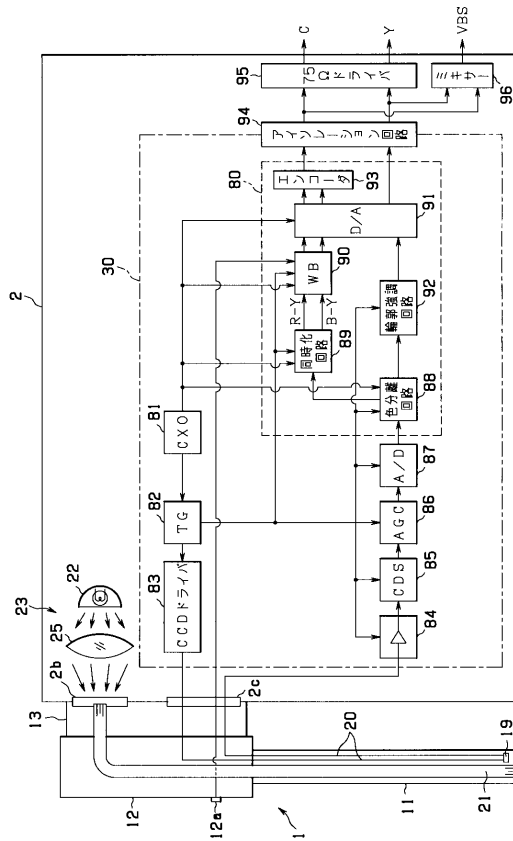 2
30
23
22
25
2b
13
12
12a
1
11
2c
20
21
19
83
CCDドライバ
82
TG
81
CXO
84
85
CDS
86
AGC
87
A/D
88
色分離
回路
89
同時化
回路
R-Y
B-Y
90
WB
92
輪郭強調
回路
91
D/A
80
93
エンコーダ
94
アイソレーション
回路
95
75Ωドライバ
96
ミキサー
C
Y
VBS